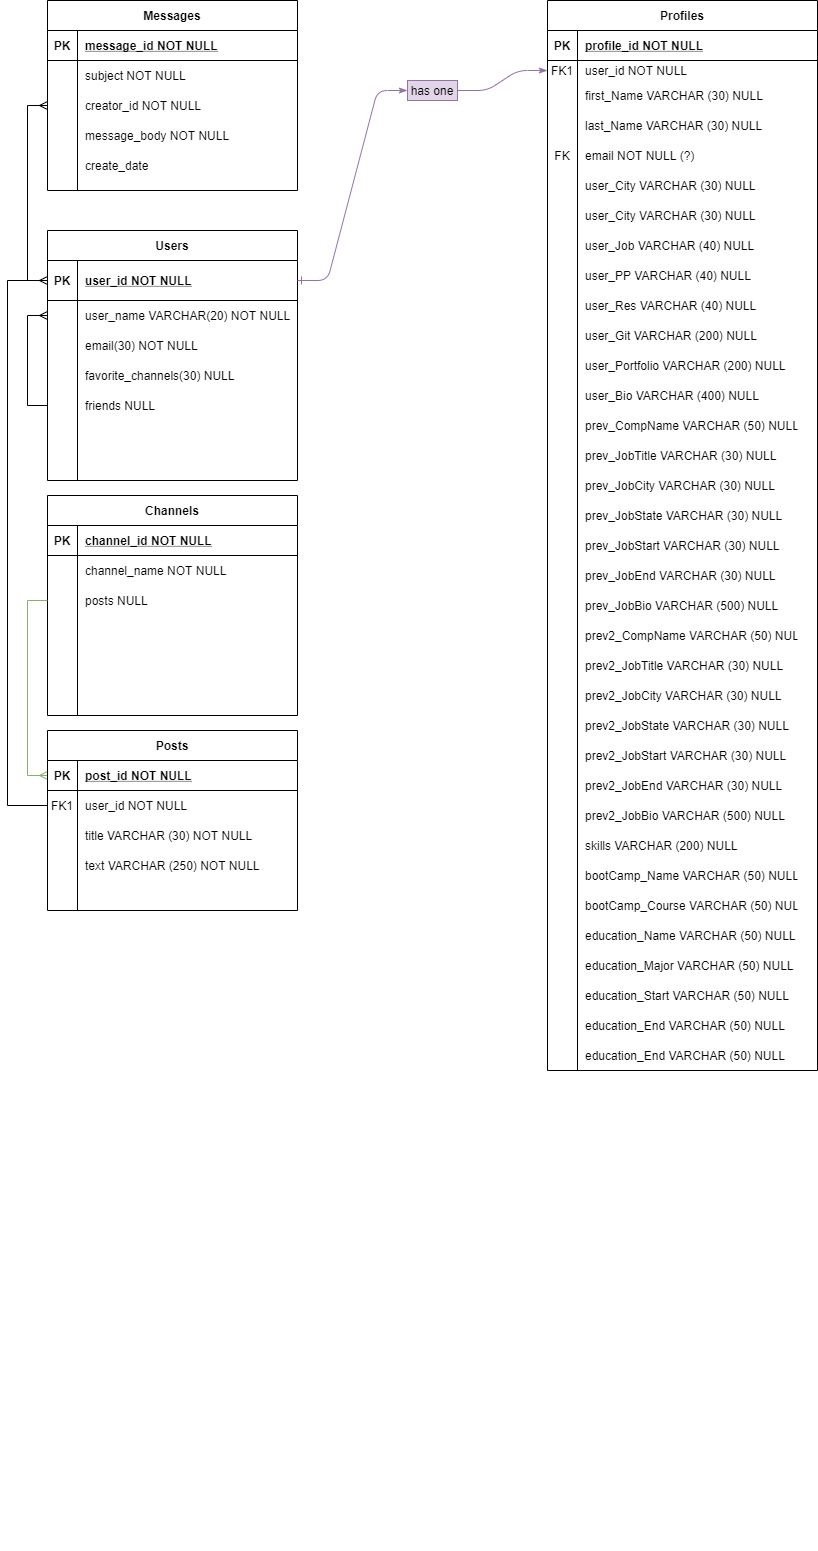 Messages
PK message_id NOT NULL
subject NOT NULL
creator_id NOT NULL
message_body NOT NULL
create_date
Users
PK user_id NOT NULL
user_name VARCHAR(20) NOT NULL
email(30) NOT NULL
favorite_channels(30) NULL
friends NULL
Channels
PK channel_id NOT NULL
channel_name NOT NULL
posts NULL
Posts
PK post_id NOT NULL
FK1 user_id NOT NULL
title VARCHAR (30) NOT NULL
text VARCHAR (250) NOT NULL
has one
Profiles
PK profile_id NOT NULL
FK1 user_id NOT NULL
first_Name VARCHAR (30) NULL
last_Name VARCHAR (30) NULL
FK email NOT NULL (?)
user_City VARCHAR (30) NULL
user_City VARCHAR (30) NULL
user_Job VARCHAR (40) NULL
user_PP VARCHAR (40) NULL
user_Res VARCHAR (40) NULL
user_Git VARCHAR (200) NULL
user_Portfolio VARCHAR (200) NULL
user_Bio VARCHAR (400) NULL
prev_CompName VARCHAR (50) NULL
prev_JobTitle VARCHAR (30) NULL
prev_JobCity VARCHAR (30) NULL
prev_JobState VARCHAR (30) NULL
prev_JobStart VARCHAR (30) NULL
prev_JobEnd VARCHAR (30) NULL
prev_JobBio VARCHAR (500) NULL
prev2_CompName VARCHAR (50) NUL
prev2_JobTitle VARCHAR (30) NULL
prev2_JobCity VARCHAR (30) NULL
prev2_JobState VARCHAR (30) NULL
prev2_JobStart VARCHAR (30) NULL
prev2_JobEnd VARCHAR (30) NULL
prev2_JobBio VARCHAR (500) NULL
skills VARCHAR (200) NULL
bootCamp_Name VARCHAR (50) NULL
bootCamp_Course VARCHAR (50) NUL
education_Name VARCHAR (50) NULL
education_Major VARCHAR (50) NULL
education_Start VARCHAR (50) NULL
education_End VARCHAR (50) NULL
education_End VARCHAR (50) NULL